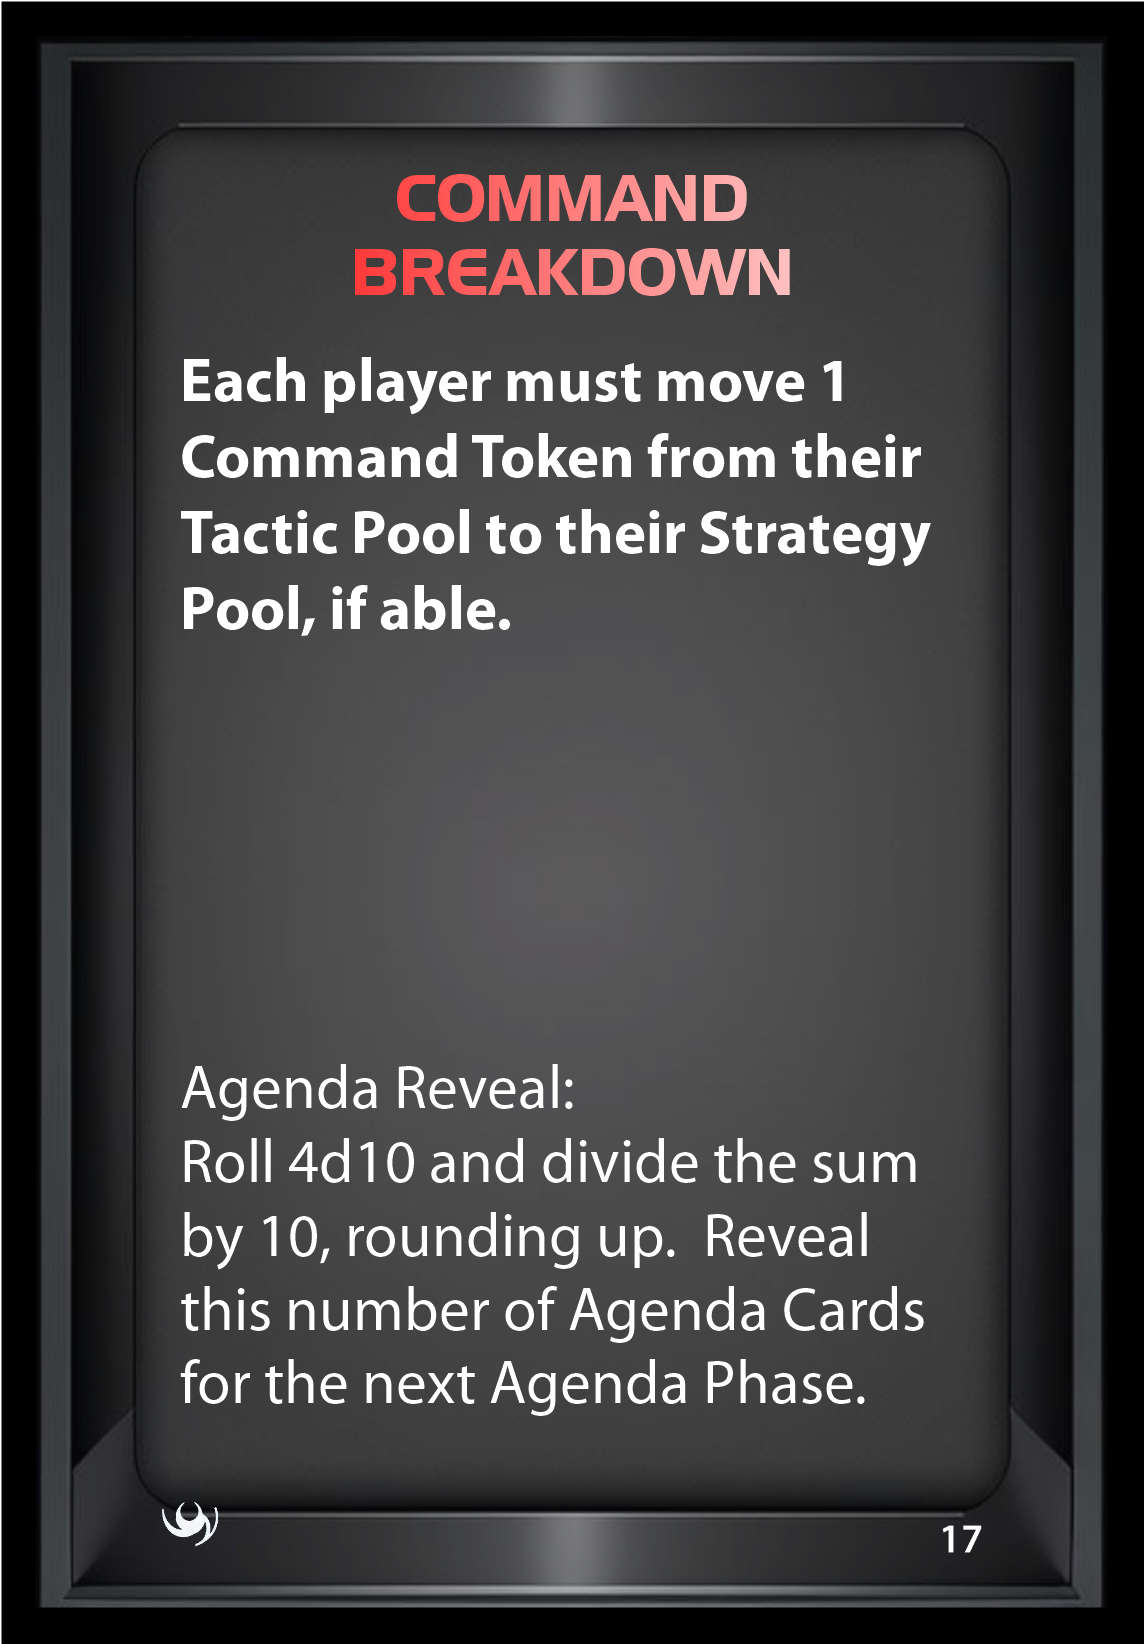 COMMAND
BREAKDOWN
Each player must move 1
Command Token from their
Tactic Pool to their Strategy
Pool, if able.
Agenda Reveal:
Roll 4d10 and divide the sum
by 10, rounding up.  Reveal
this number of Agenda Cards
for the next Agenda Phase.
17